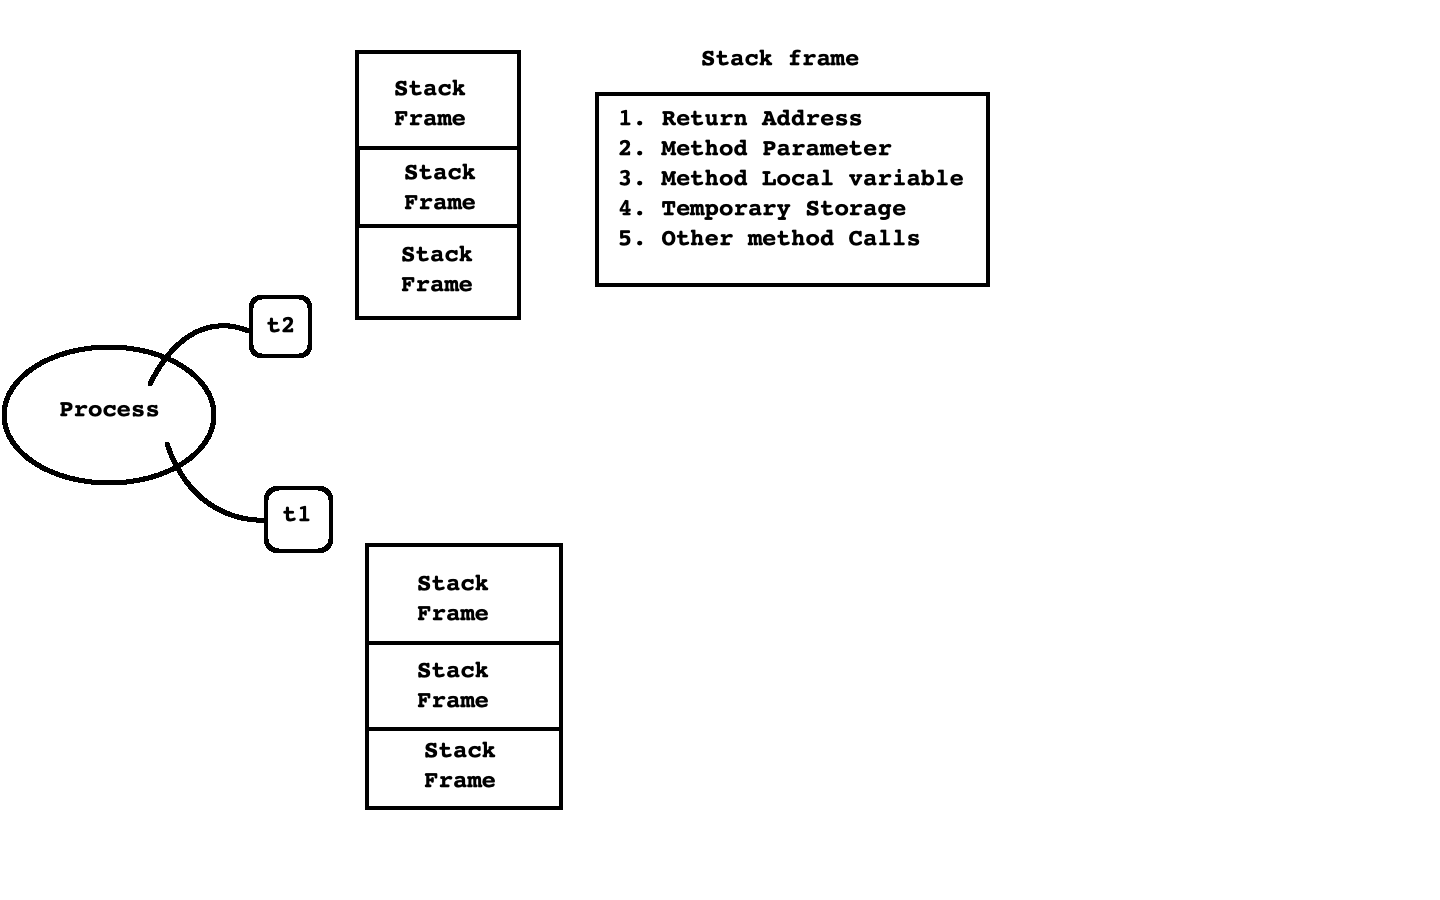 Stack frame
Stack
Frame
1. Return Address
2. Method Parameter
3. Method Local variable
4. Temporary Storage
5. Other method Calls
Stack
Frame
Stack
Frame
t2
Process
t1
Stack
Frame
Stack
Frame
Stack
Frame